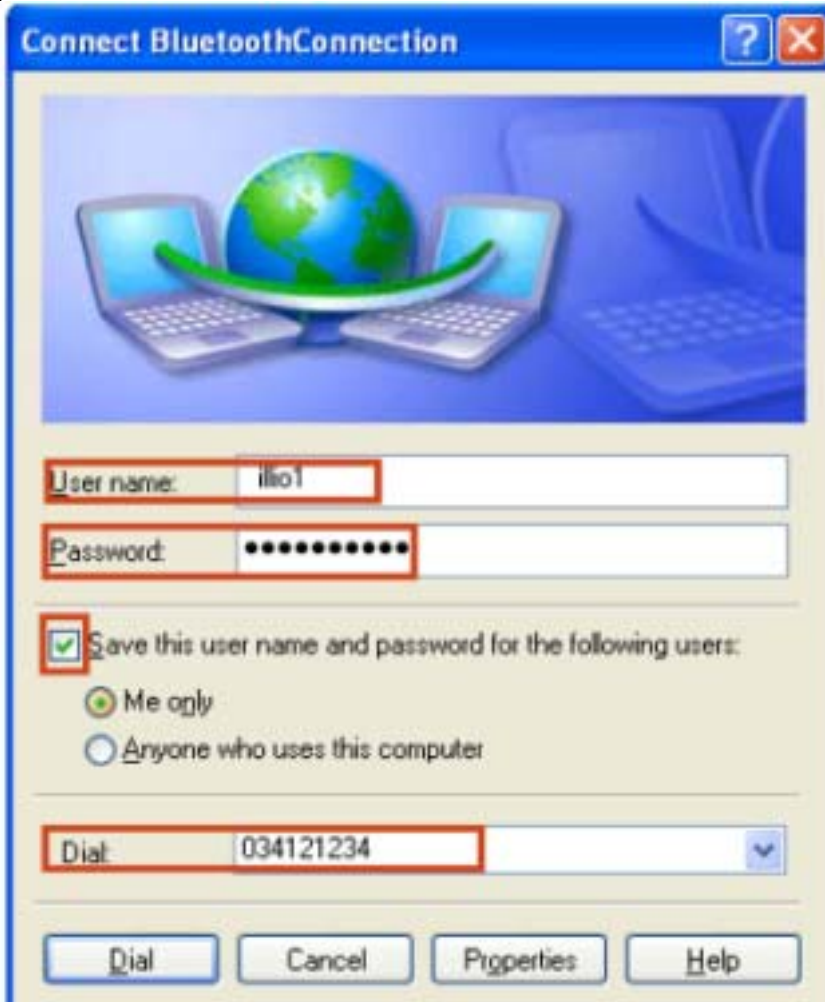 Connect BluetoothConnection
User name: illio1
Password: ••••••••••
Save this user name and password for the following users:
Me only
Anyone who uses this computer
Dial: 034121234
Dial Cancel Properties Help